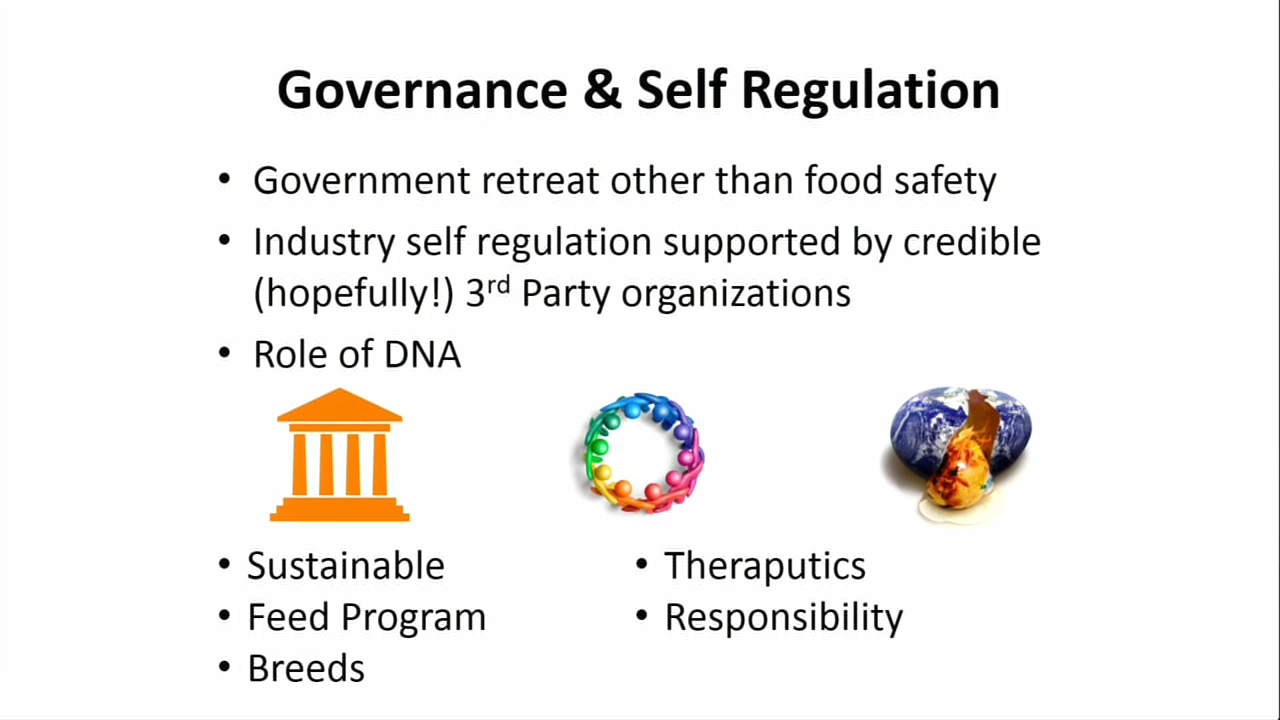 Governance & Self Regulation
• Government retreat other than food safety
• Industry self regulation supported by credible
(hopefully!) 3rd Party organizations
• Role of DNA
• Sustainable
• Feed Program
• Breeds
• Theraputics
• Responsibility